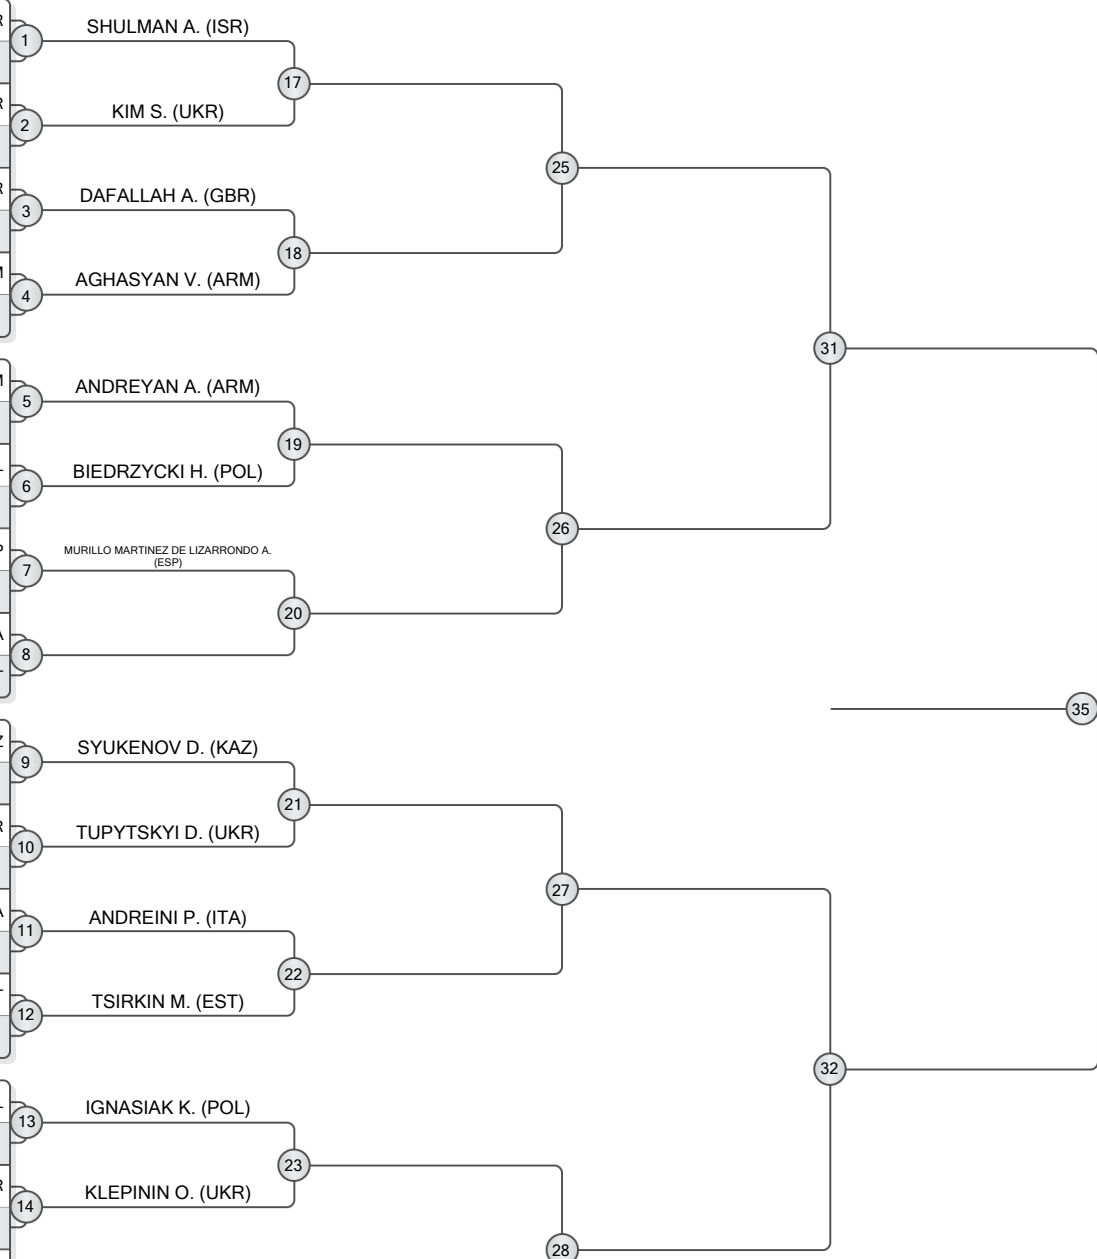 SHULMAN A. (ISR)
1
17
KIM S. (UKR)
2
25
DAFALLAH A. (GBR)
3
18
AGHASYAN V. (ARM)
4
31
ANDREYAN A. (ARM)
5
19
BIEDRZYCKI H. (POL)
6
26
MURILLO MARTINEZ DE LIZARRONDO A.
(ESP)
7
20
8
35
SYUKENOV D. (KAZ)
9
21
TUPYTSKYI D. (UKR)
10
27
ANDREINI P. (ITA)
11
22
TSIRKIN M. (EST)
12
32
IGNASIAK K. (POL)
13
23
KLEPININ O. (UKR)
14
28